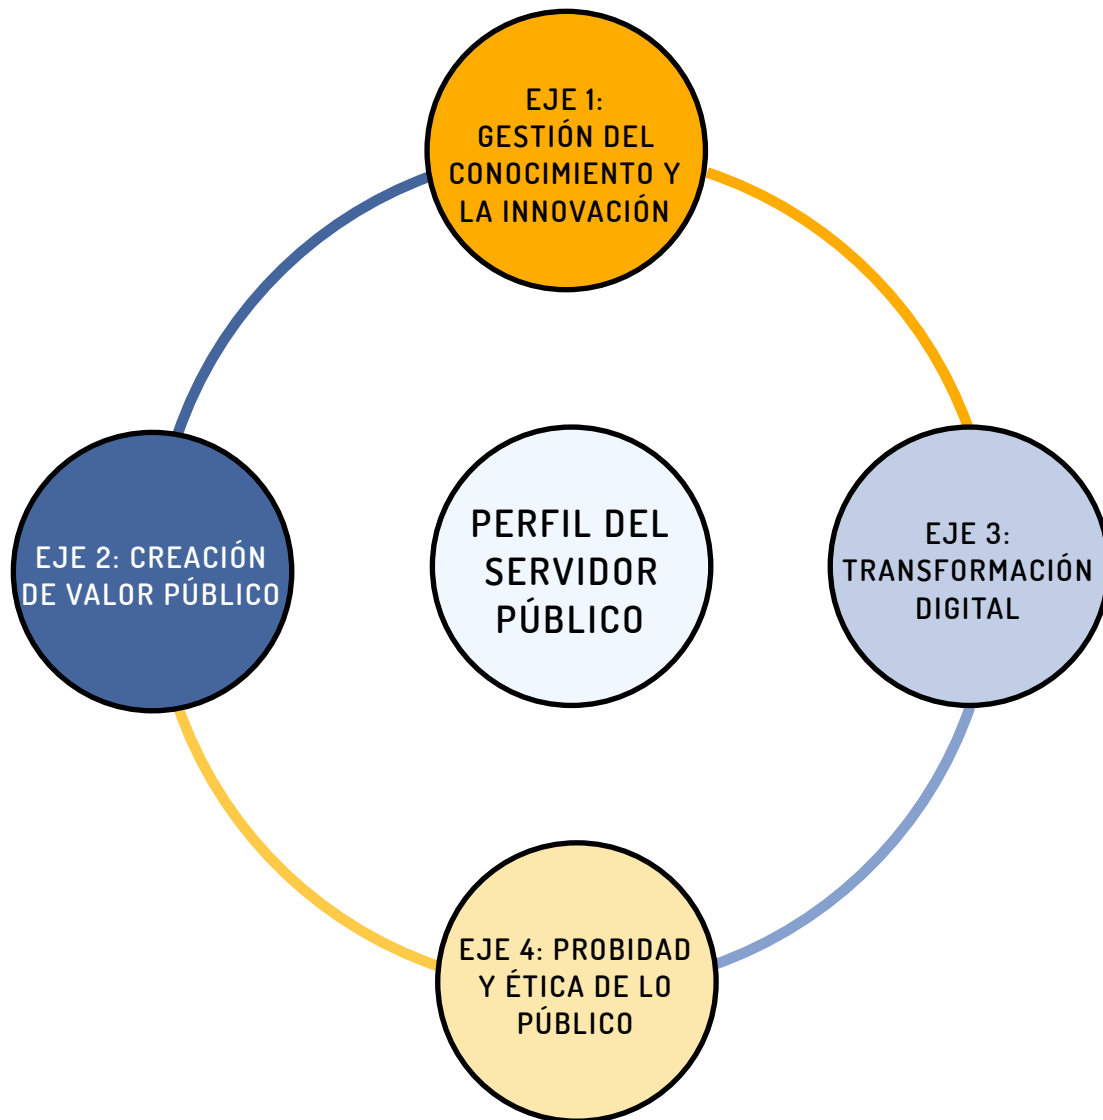 EJE 1:
GESTIÓN DEL
CONOCIMIENTO Y
LA INNOVACIÓN
EJE 2: CREACIÓN
DE VALOR PÚBLICO
PERFIL DEL
SERVIDOR
PÚBLICO
EJE 3:
TRANSFORMACIÓN
DIGITAL
EJE 4: PROBIDAD
Y ÉTICA DE LO
PÚBLICO